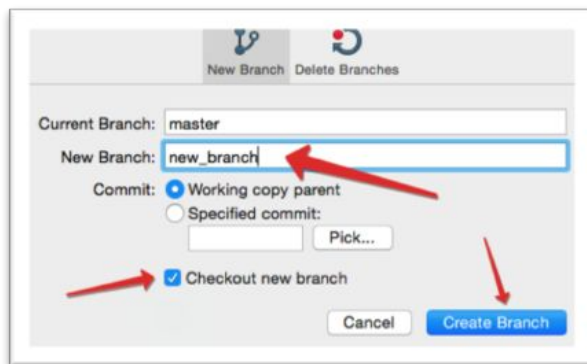 New Branch Delete Branches
Current Branch: master
New Branch: new_branch
Commit: Working copy parent
Specified commit:
Pick...
Checkout new branch
Cancel Create Branch